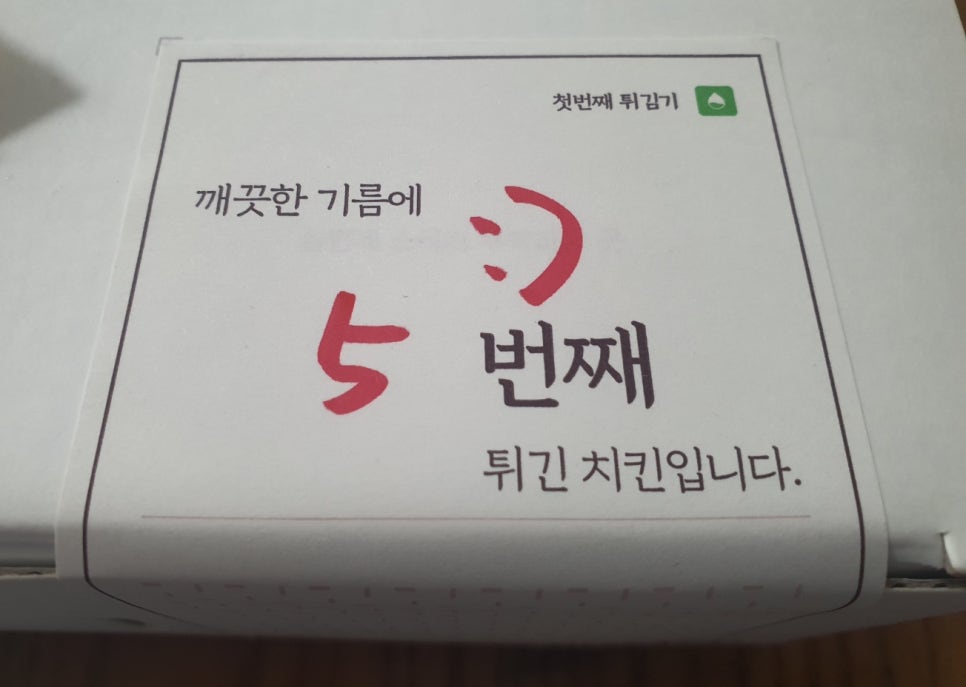 첫번째 튀김기
깨끗한 기름에
:)
5 번째
튀긴 치킨입니다.